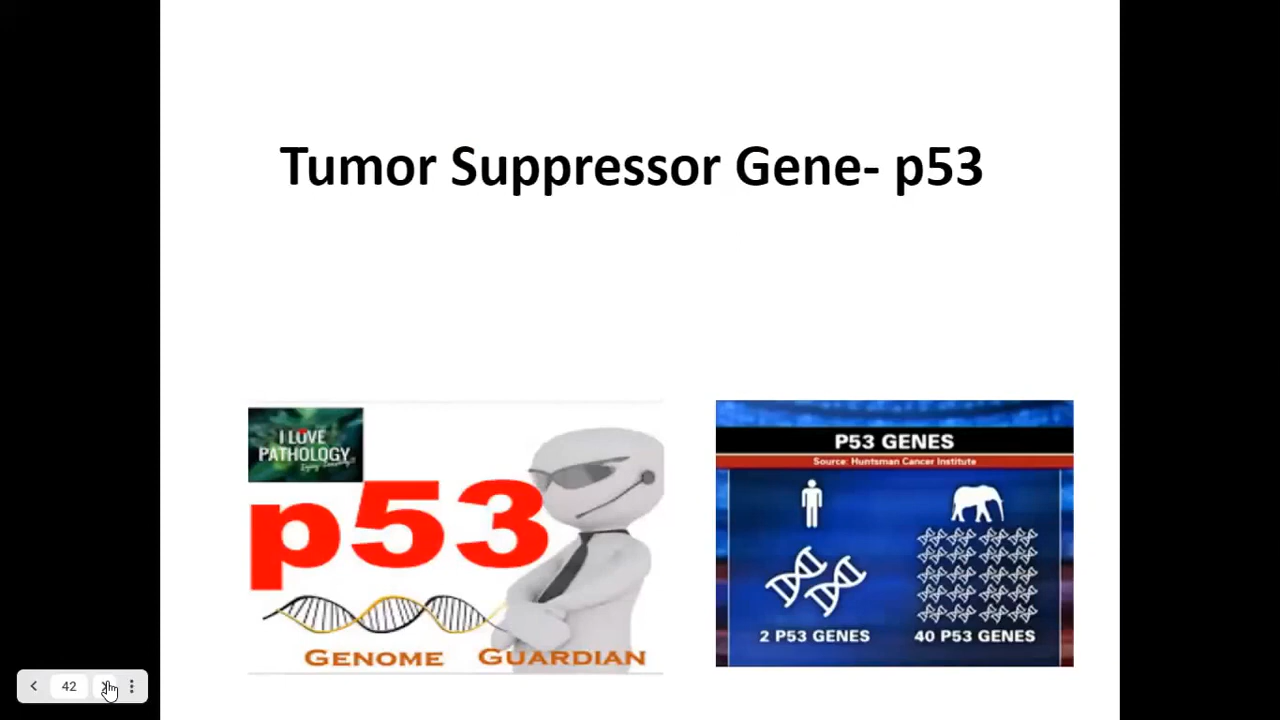 Tumor Suppressor Gene- p53
I LOVE
PATHOLOGY
p53
GENOME GUARDIAN
P53 GENES
Source: Huntsman Cancer Institute
2 P53 GENES
40 P53 GENES
42